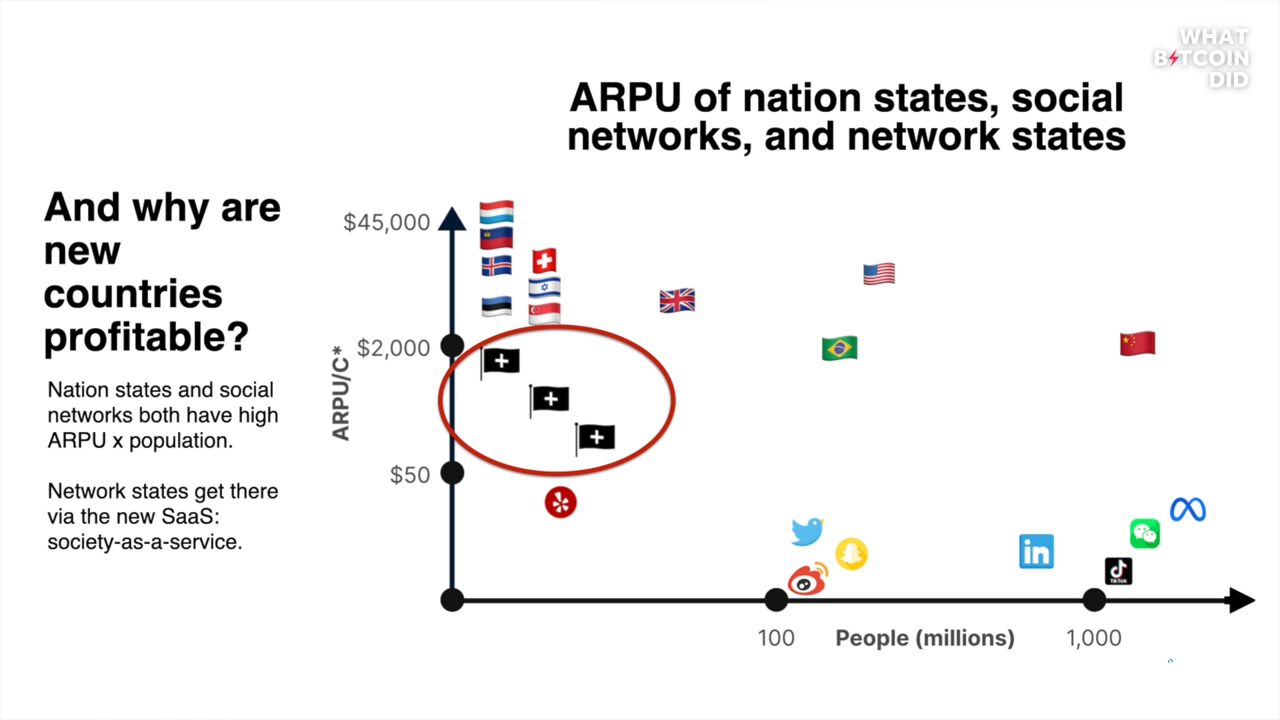 WHAT
BITCOIN
DID
ARPU of nation states, social
networks, and network states
And why are
new
countries
profitable?
Nation states and social
networks both have high
ARPU x population.
Network states get there
via the new SaaS:
society-as-a-service.
$45,000
$2,000
$50
ARPU/C*
in
TikTok
100
People (millions)
1,000